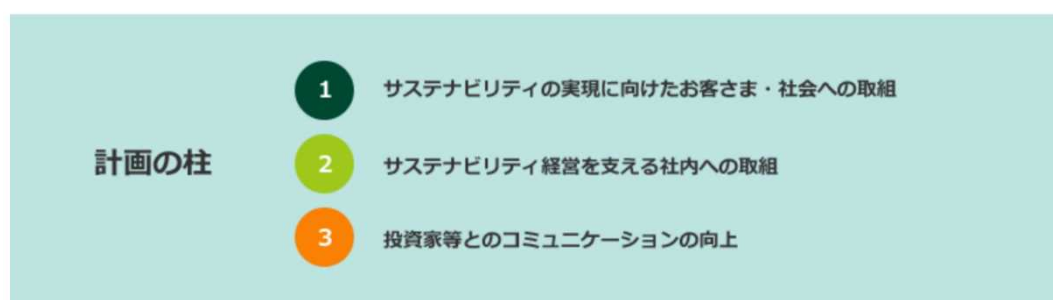 計画の柱
1 サステナビリティの実現に向けたお客さま・社会への取組
2 サステナビリティ経営を支える社内への取組
3 投資家等とのコミュニケーションの向上